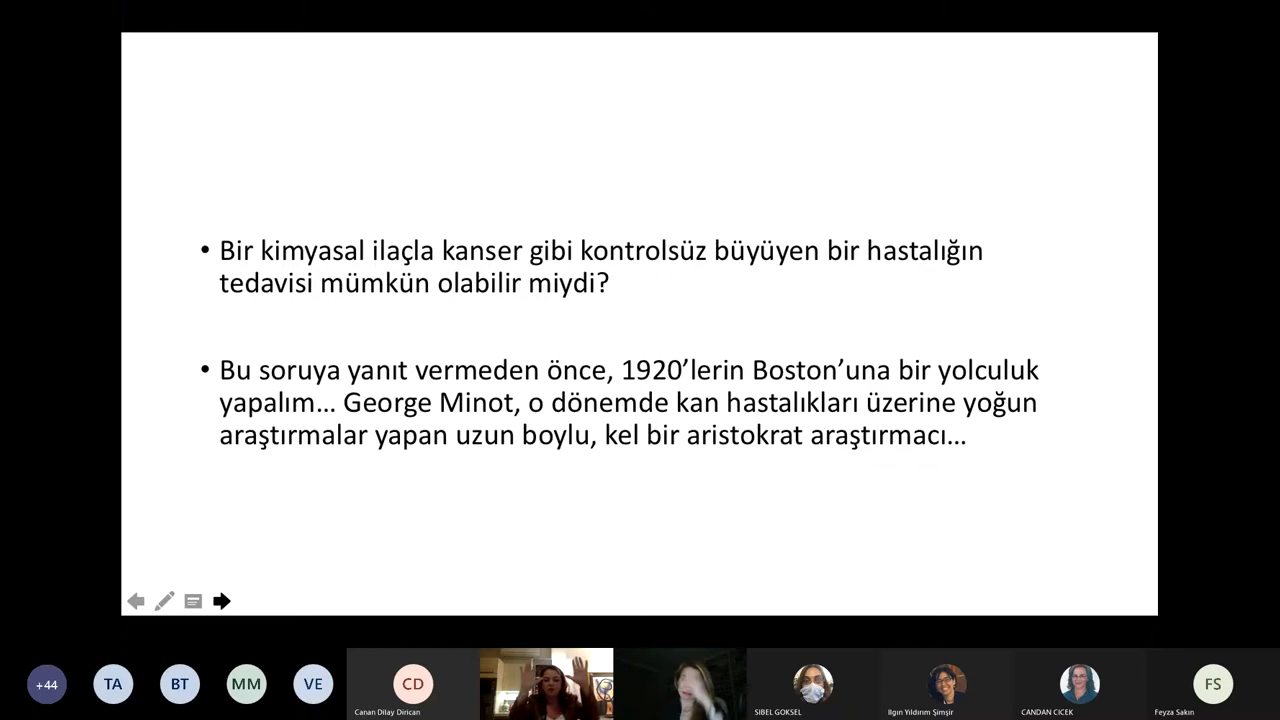 • Bir kimyasal ilaçla kanser gibi kontrolsüz büyüyen bir hastalığın
tedavisi mümkün olabilir miydi?
• Bu soruya yanıt vermeden önce, 1920’lerin Boston’una bir yolculuk
yapalım… George Minot, o dönemde kan hastalıkları üzerine yoğun
araştırmalar yapan uzun boylu, kel bir aristokrat araştırmacı…
+44 TA BT MM VE CD FS
Canan Dilay Dirican SIBEL GOKSEL Ilgın Yıldırım Şimşir CANDAN CICEK Feyza Sakın